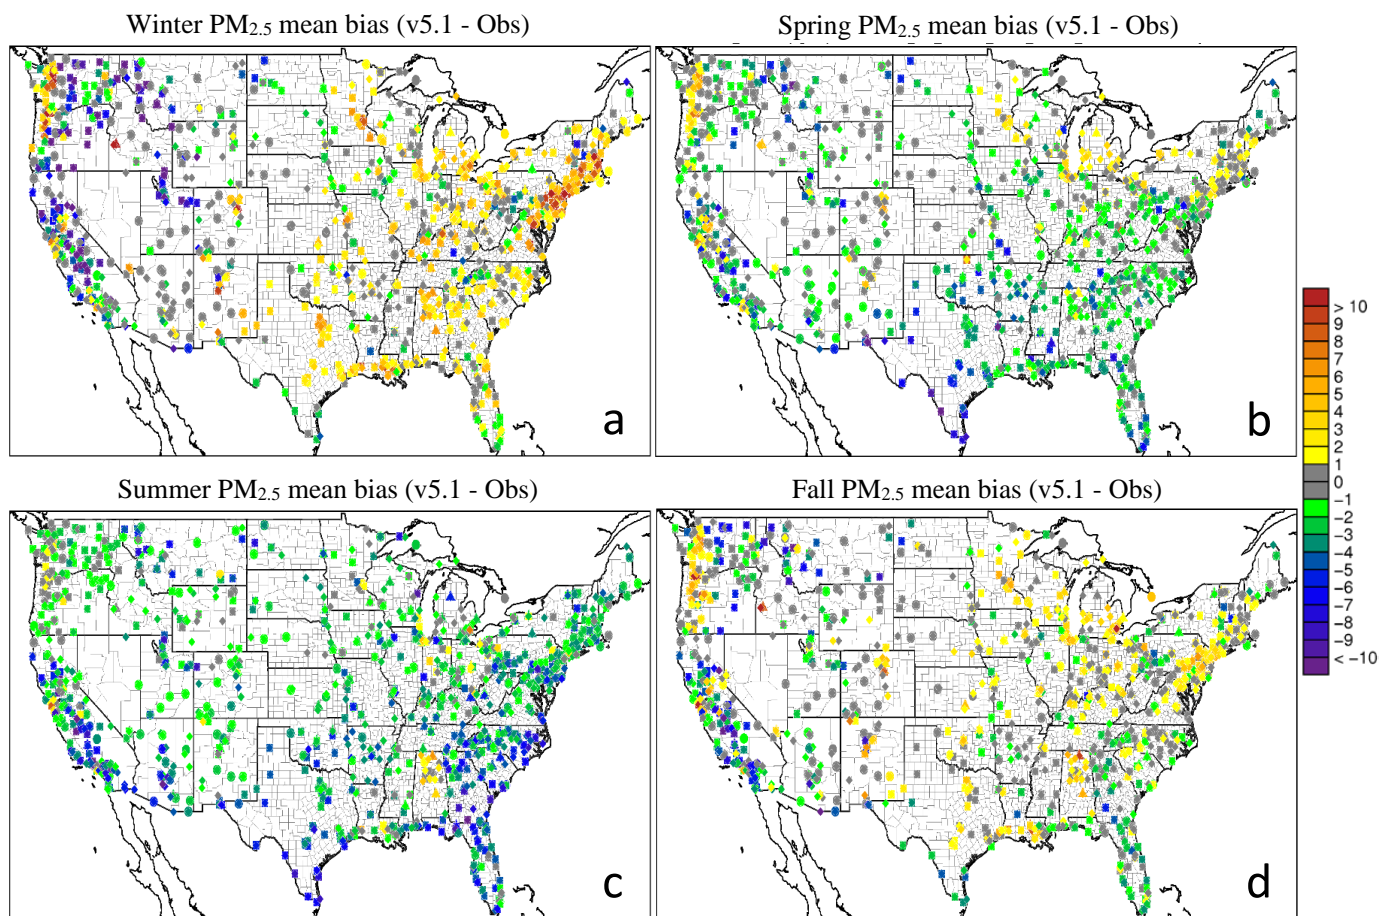 Winter PM2.5 mean bias (v5.1 - Obs)
Spring PM2.5 mean bias (v5.1 - Obs)
a
b
Summer PM2.5 mean bias (v5.1 - Obs)
Fall PM2.5 mean bias (v5.1 - Obs)
c
d
> 10
9
8
7
6
5
4
3
2
1
0
−1
−2
−3
−4
−5
−6
−7
−8
−9
< −10